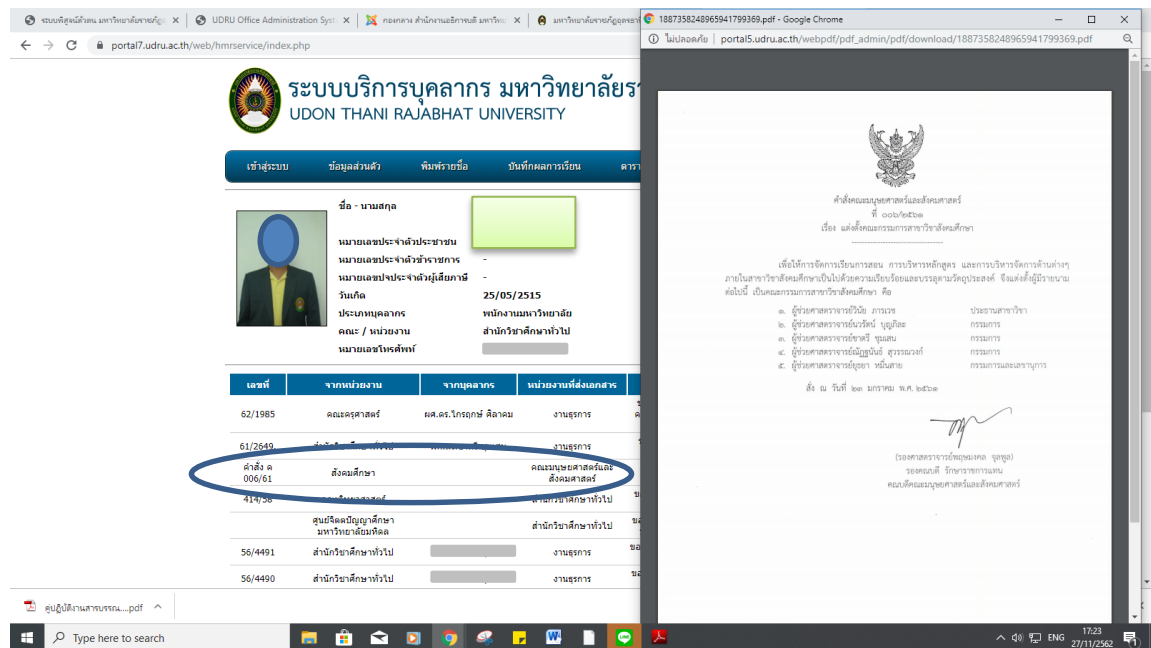 ระบบพิสูจน์ตัวตน มหาวิทยาลัยราชภัฏ
UDRU Office Administration Syst
กองกลาง สำนักงานอธิการบดี มหาวิทย
มหาวิทยาลัยราชภัฏอุดรธานี
portal7.udru.ac.th/web/hmrservice/index.php
ระบบบริการบุคลากร มหาวิทยาลัยรา
UDON THANI RAJABHAT UNIVERSITY
เข้าสู่ระบบ ข้อมูลส่วนตัว พิมพ์รายชื่อ บันทึกผลการเรียน ตารา
ชื่อ - นามสกุล
หมายเลขประจำตัวประชาชน
หมายเลขประจำตัวข้าราชการ -
หมายเลขปจประจำตัวผู้เสียภาษี -
วันเกิด 25/05/2515
ประเภทบุคลากร พนักงานมหาวิทยาลัย
คณะ / หน่วยงาน สำนักวิชาศึกษาทั่วไป
หมายเลขโทรศัพท์
เลขที่ จากหน่วยงาน จากบุคลากร หน่วยงานที่ส่งเอกสาร
62/1985 คณะครุศาสตร์ ผศ.ดร.ไกรฤกษ์ ศิลาคม งานธุรการ
61/2649. สำนักวิชาศึกษาทั่วไป งานธุรการ
คำสั่ง ค
006/61 สังคมศึกษา คณะมนุษยศาสตร์และ
สังคมศาสตร์
414/58 สำนักวิชาศึกษาทั่วไป
ศูนย์จิตตปัญญาศึกษา
มหาวิทยาลัยมหิดล สำนักวิชาศึกษาทั่วไป
56/4491 สำนักวิชาศึกษาทั่วไป งานธุรการ
56/4490 สำนักวิชาศึกษาทั่วไป งานธุรการ
1887358248965941799369.pdf - Google Chrome
ไม่ปลอดภัย portal5.udru.ac.th/webpdf/pdf_admin/pdf/download/1887358248965941799369.pdf
คำสั่งคณะมนุษยศาสตร์และสังคมศาสตร์
ที่ ๐๐๖/๒๕๖๑
เรื่อง แต่งตั้งคณะกรรมการสาขาวิชาสังคมศึกษา
เพื่อให้การจัดการเรียนการสอน การบริหารหลักสูตร และการบริหารจัดการด้านต่างๆ
ภายในสาขาวิชาสังคมศึกษาเป็นไปด้วยความเรียบร้อยและบรรลุตามวัตถุประสงค์ จึงแต่งตั้งผู้มีรายนาม
ต่อไปนี้ เป็นคณะกรรมการสาขาวิชาสังคมศึกษา คือ
๑. ผู้ช่วยศาสตราจารย์วินัย ภารเวช ประธานสาขาวิชา
๒. ผู้ช่วยศาสตราจารย์นวรัตน์ บุญภิละ กรรมการ
๓. ผู้ช่วยศาสตราจารย์ชาตรี ชุมเสน กรรมการ
๔. ผู้ช่วยศาสตราจารย์ณัฏฐนันธ์ สุวรรณวงก์ กรรมการ
๕. ผู้ช่วยศาสตราจารย์ยุธยา หมื่นสาย กรรมการและเลขานุการ
สั่ง ณ วันที่ ๒๓ มกราคม พ.ศ. ๒๕๖๑
(รองศาสตราจารย์พฤษมงคล จุลพูล)
รองคณบดี รักษาราชการแทน
คณบดีคณะมนุษยศาสตร์และสังคมศาสตร์
คู่ปฏิบัติงานสารบรรณ....pdf
Type here to search
ENG
17:23
27/11/2562